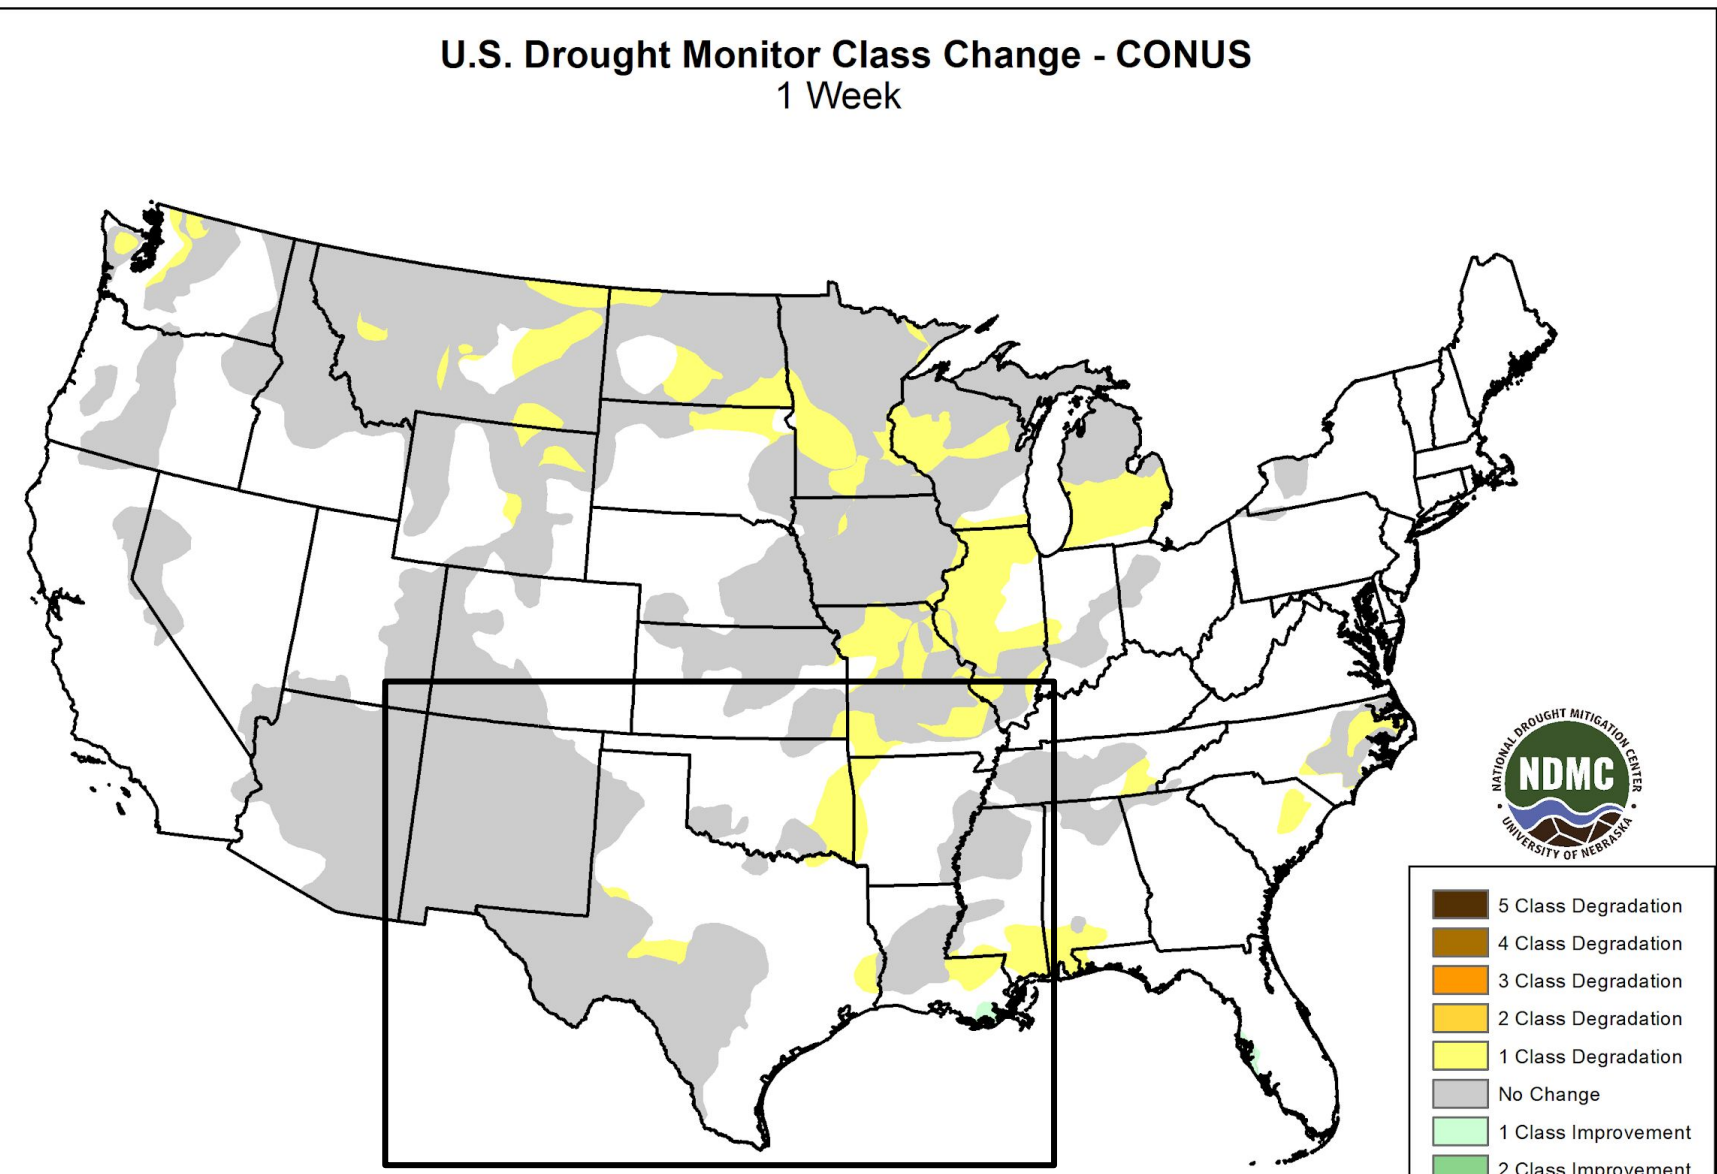 U.S. Drought Monitor Class Change - CONUS
1 Week
NATIONAL DROUGHT MITIGATION CENTER
NDMC
UNIVERSITY OF NEBRASKA
5 Class Degradation
4 Class Degradation
3 Class Degradation
2 Class Degradation
1 Class Degradation
No Change
1 Class Improvement
2 Class Improvement